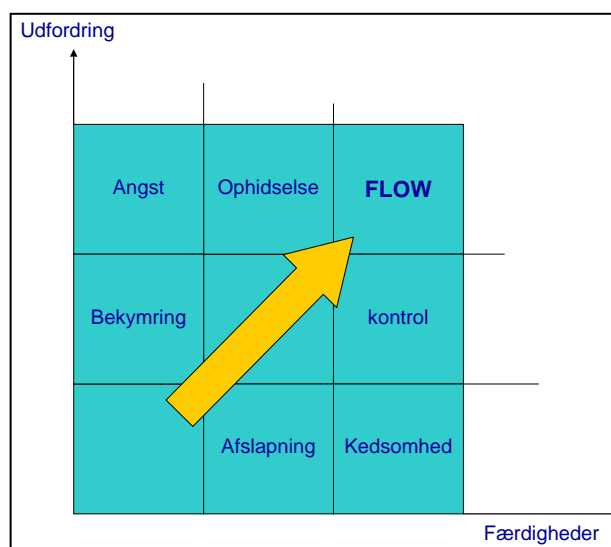 Udfordring
Angst Ophidselse FLOW
Bekymring kontrol
Afslapning Kedsomhed
Færdigheder